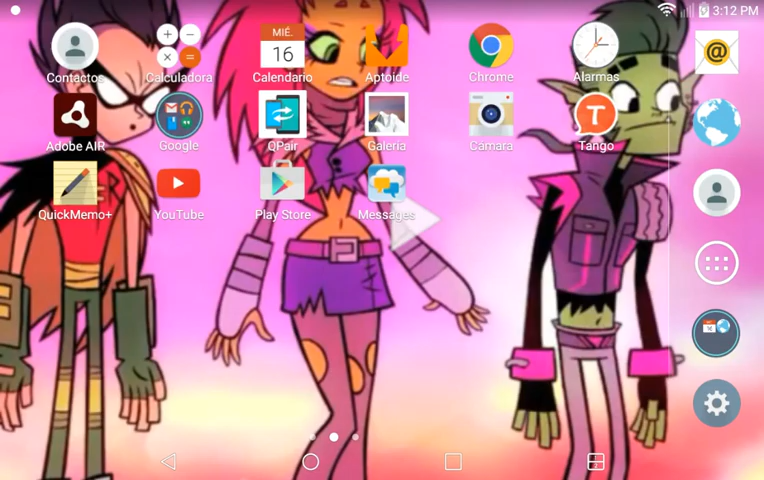 3:12 PM
MIÉ.
16
Contactos
Calculadora
Calendario
Aptoide
Chrome
Alarmas
Adobe AIR
Google
QPair
Galería
Cámara
Tango
QuickMemo+
YouTube
Play Store
Messages